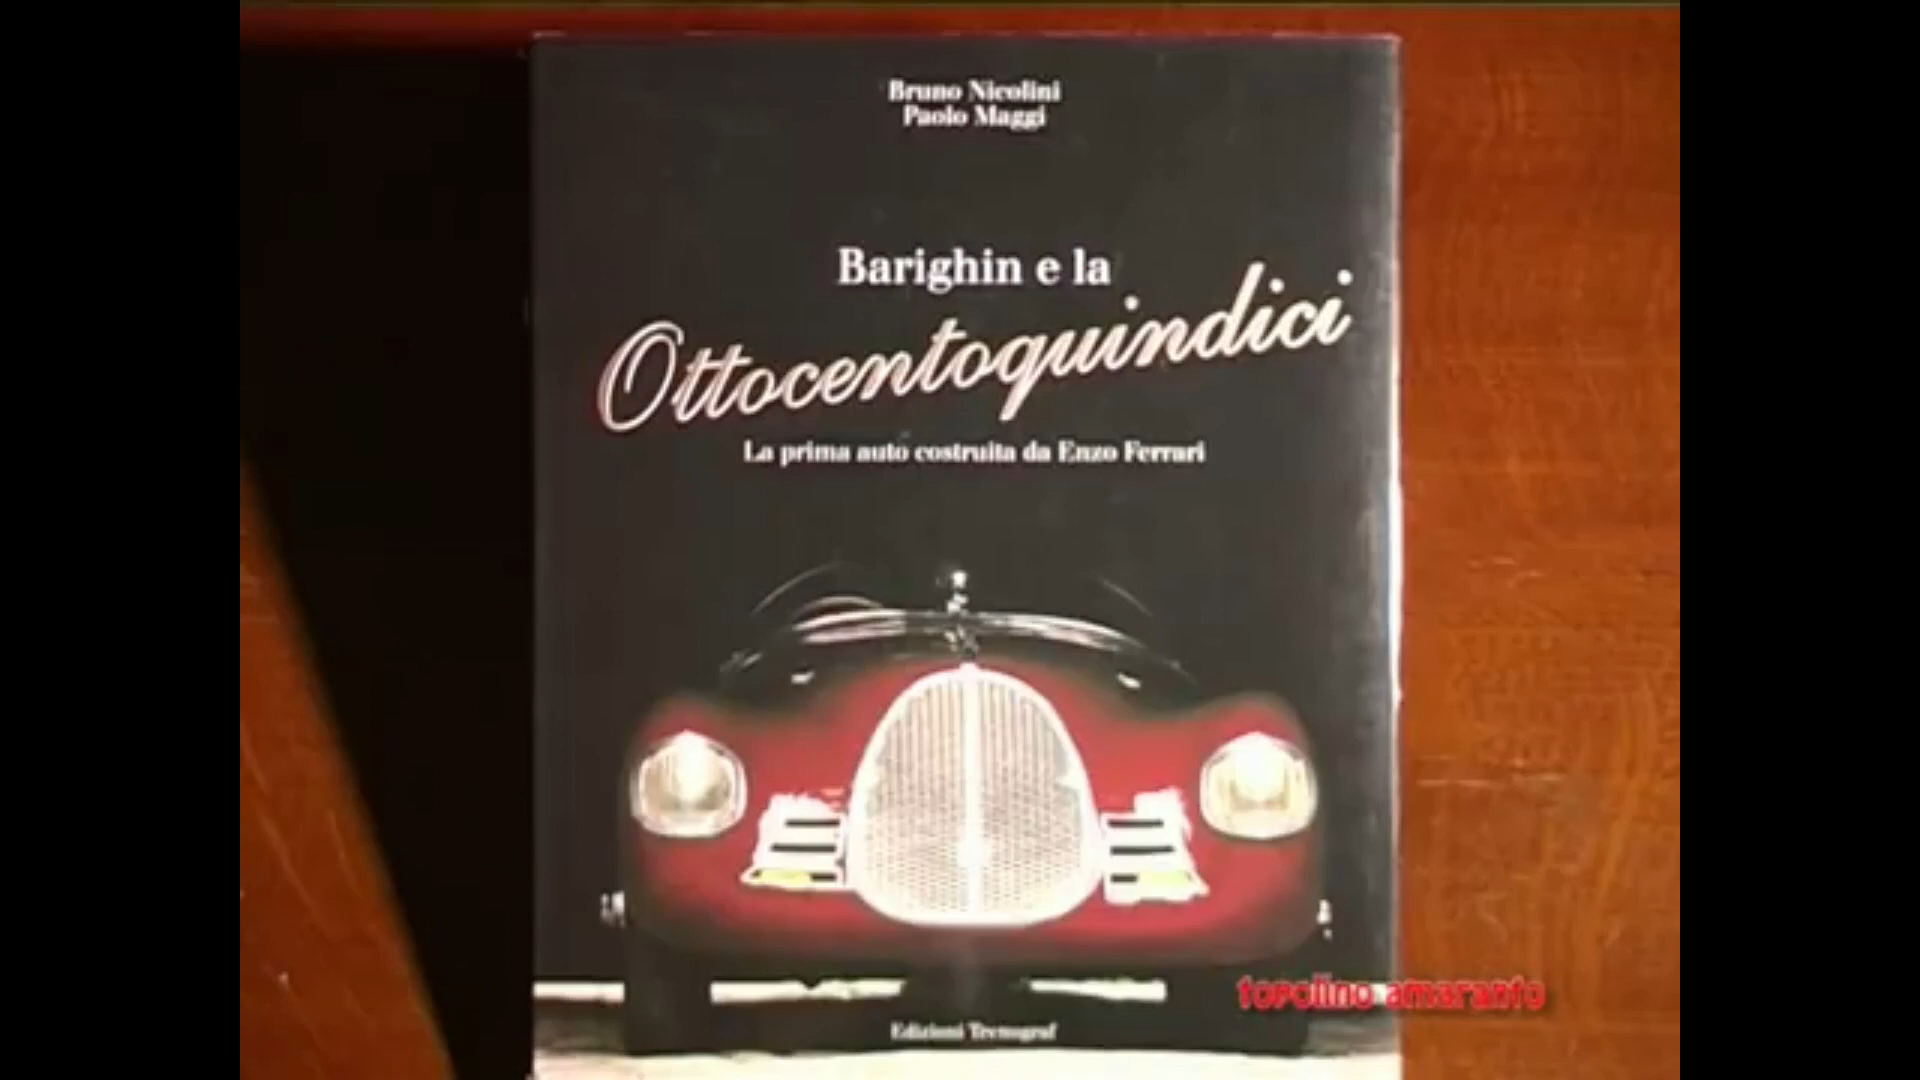 Bruno Nicolini
Paolo Maggi
Barighin e la
Ottocentoquindici
La prima auto costruita da Enzo Ferrari
topolino amaranto
Edizioni Tecnograf